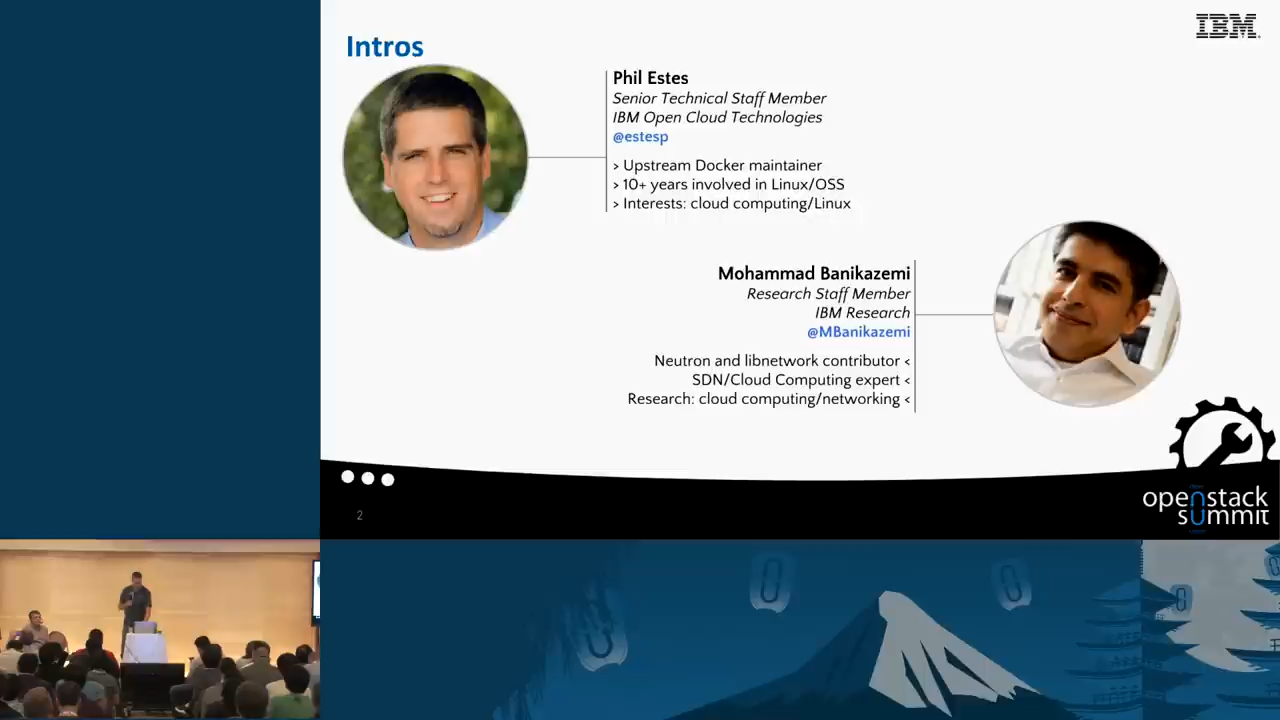 Intros
IBM
Phil Estes
Senior Technical Staff Member
IBM Open Cloud Technologies
@estesp
> Upstream Docker maintainer
> 10+ years involved in Linux/OSS
> Interests: cloud computing/Linux
Mohammad Banikazemi
Research Staff Member
IBM Research
@MBanikazemi
Neutron and libnetwork contributor <
SDN/Cloud Computing expert <
Research: cloud computing/networking <
2
openstack
summit